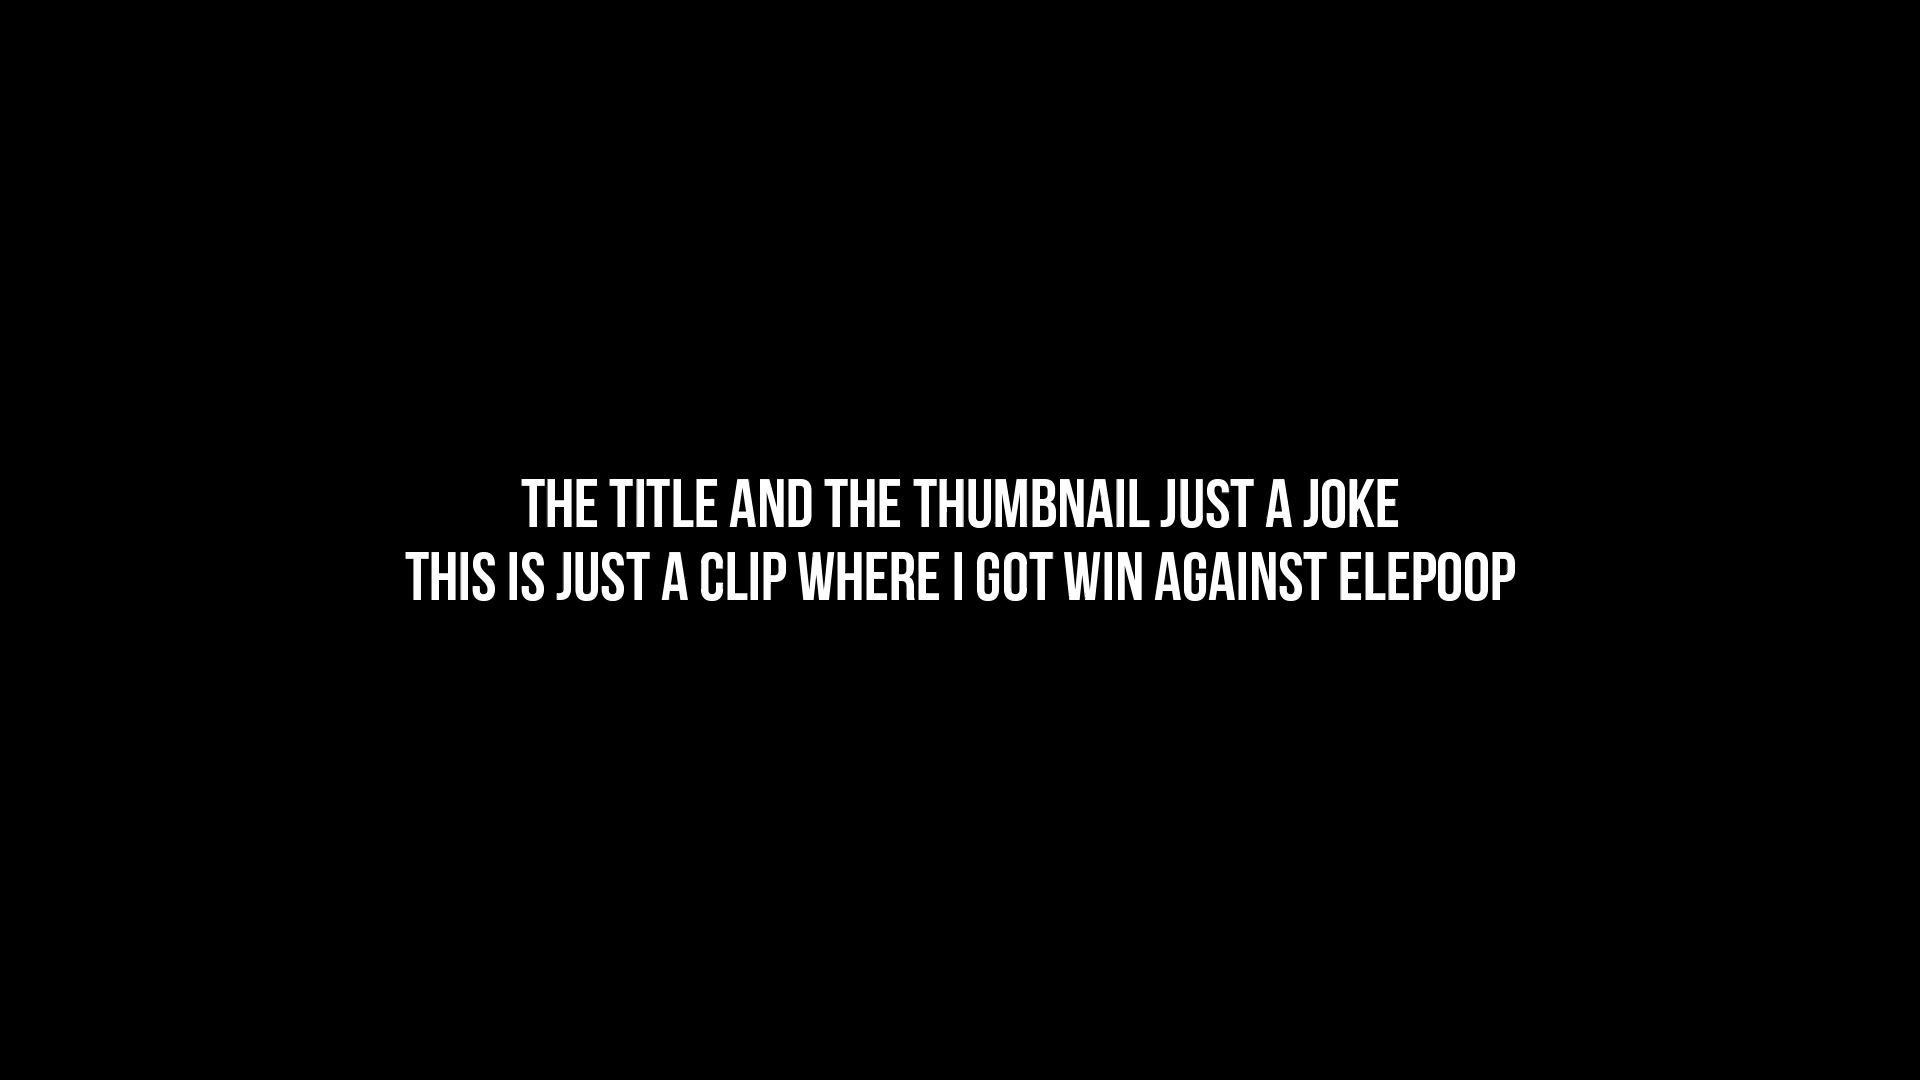 THE TITLE AND THE THUMBNAIL JUST A JOKE
THIS IS JUST A CLIP WHERE I GOT WIN AGAINST ELEPOOP